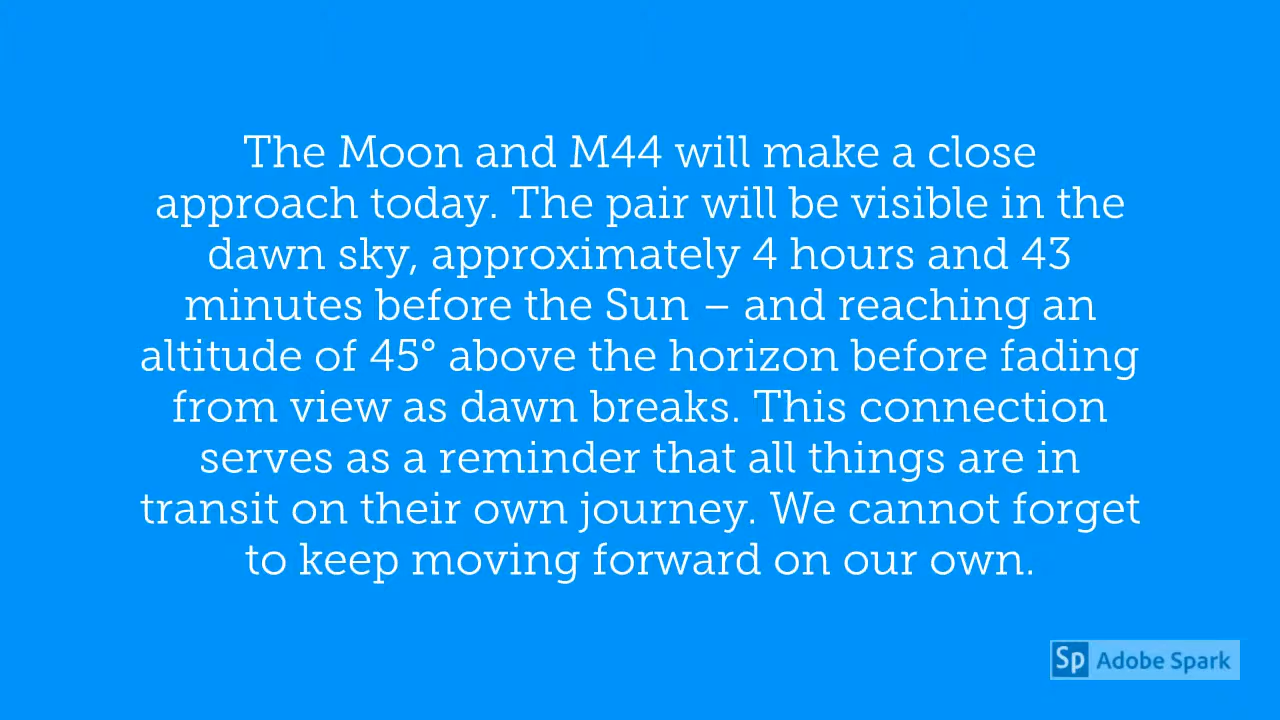 The Moon and M44 will make a close
approach today. The pair will be visible in the
dawn sky, approximately 4 hours and 43
minutes before the Sun – and reaching an
altitude of 45° above the horizon before fading
from view as dawn breaks. This connection
serves as a reminder that all things are in
transit on their own journey. We cannot forget
to keep moving forward on our own.
Sp Adobe Spark